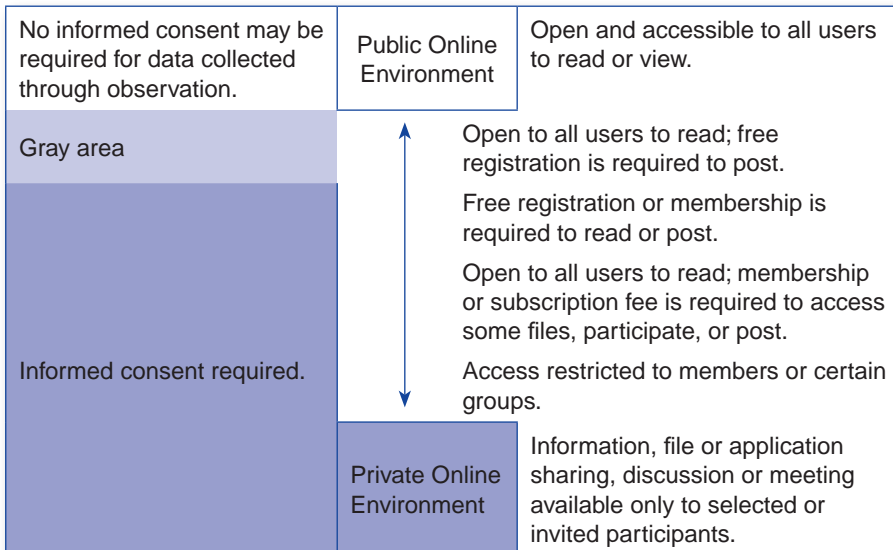 No informed consent may be
required for data collected
through observation.
Public Online
Environment
Open and accessible to all users
to read or view.
Gray area
Open to all users to read; free
registration is required to post.
Free registration or membership is
required to read or post.
Open to all users to read; membership
or subscription fee is required to access
some files, participate, or post.
Informed consent required.
Access restricted to members or certain
groups.
Private Online
Environment
Information, file or application
sharing, discussion or meeting
available only to selected or
invited participants.